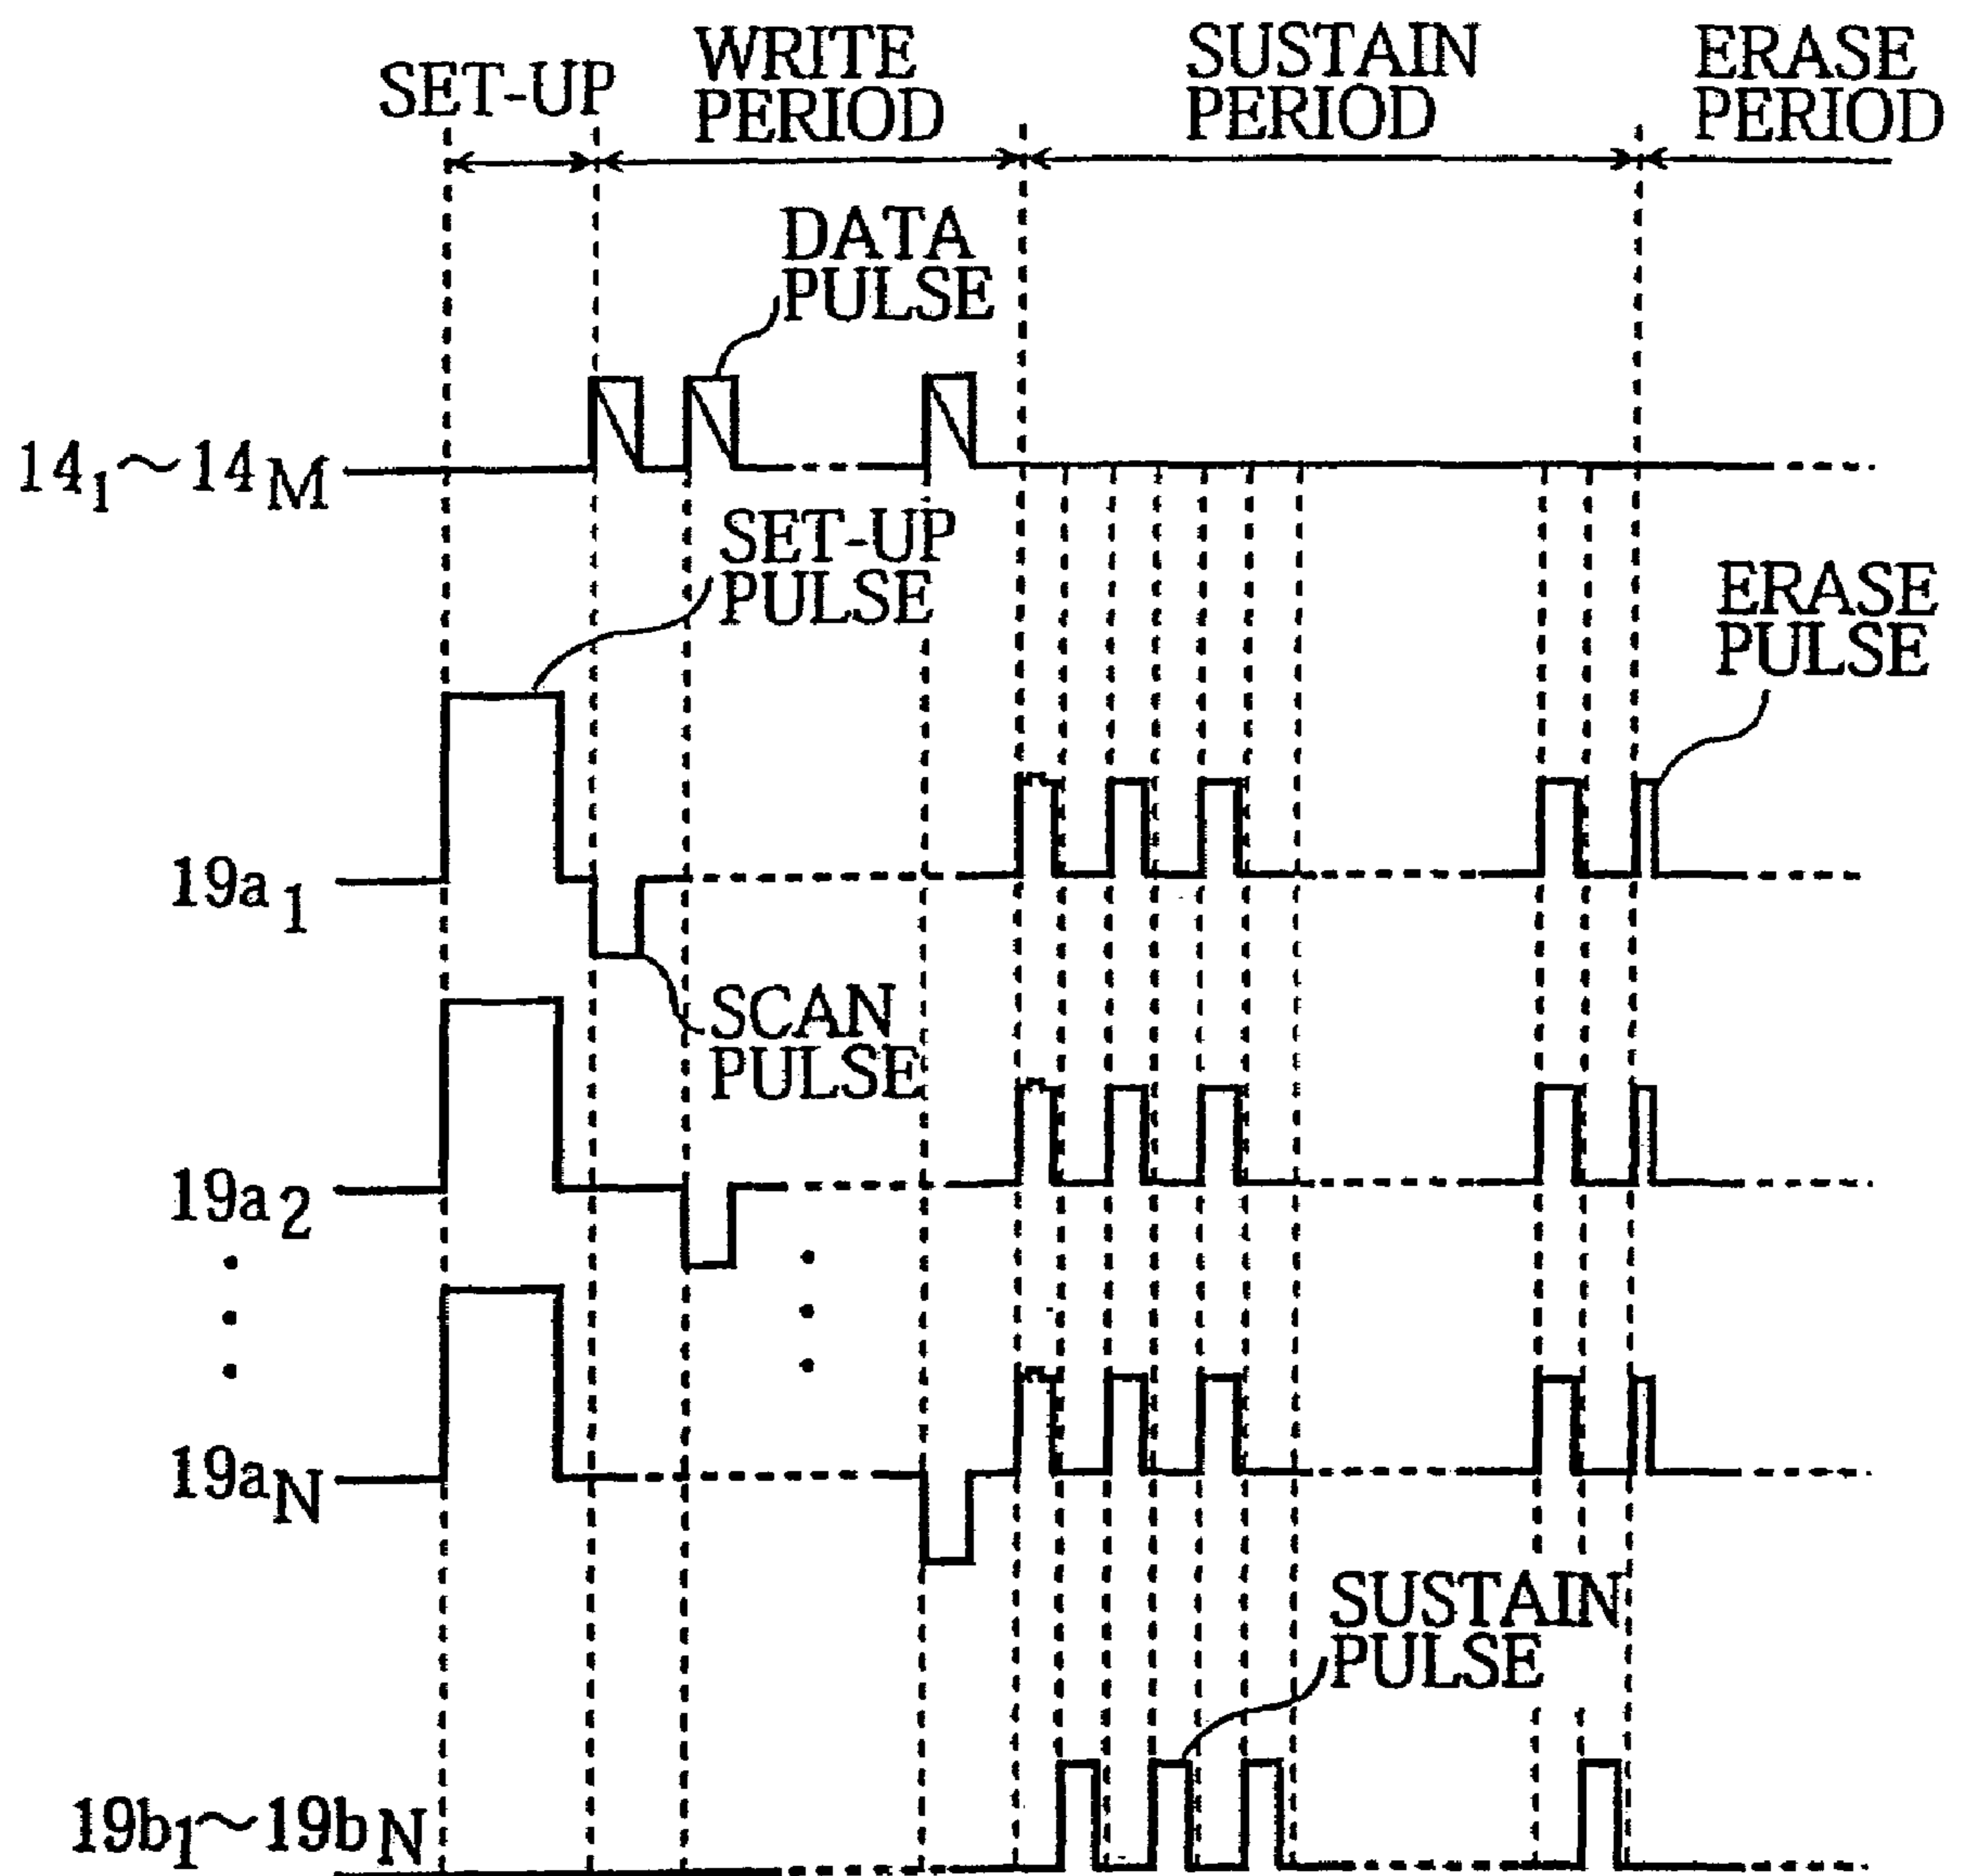 SET-UP
WRITE
PERIOD
SUSTAIN
PERIOD
ERASE
PERIOD
DATA
PULSE
14₁~14M
SET-UP
PULSE
ERASE
PULSE
19a₁
SCAN
PULSE
19a₂
19aN
SUSTAIN
PULSE
19b₁~19bN